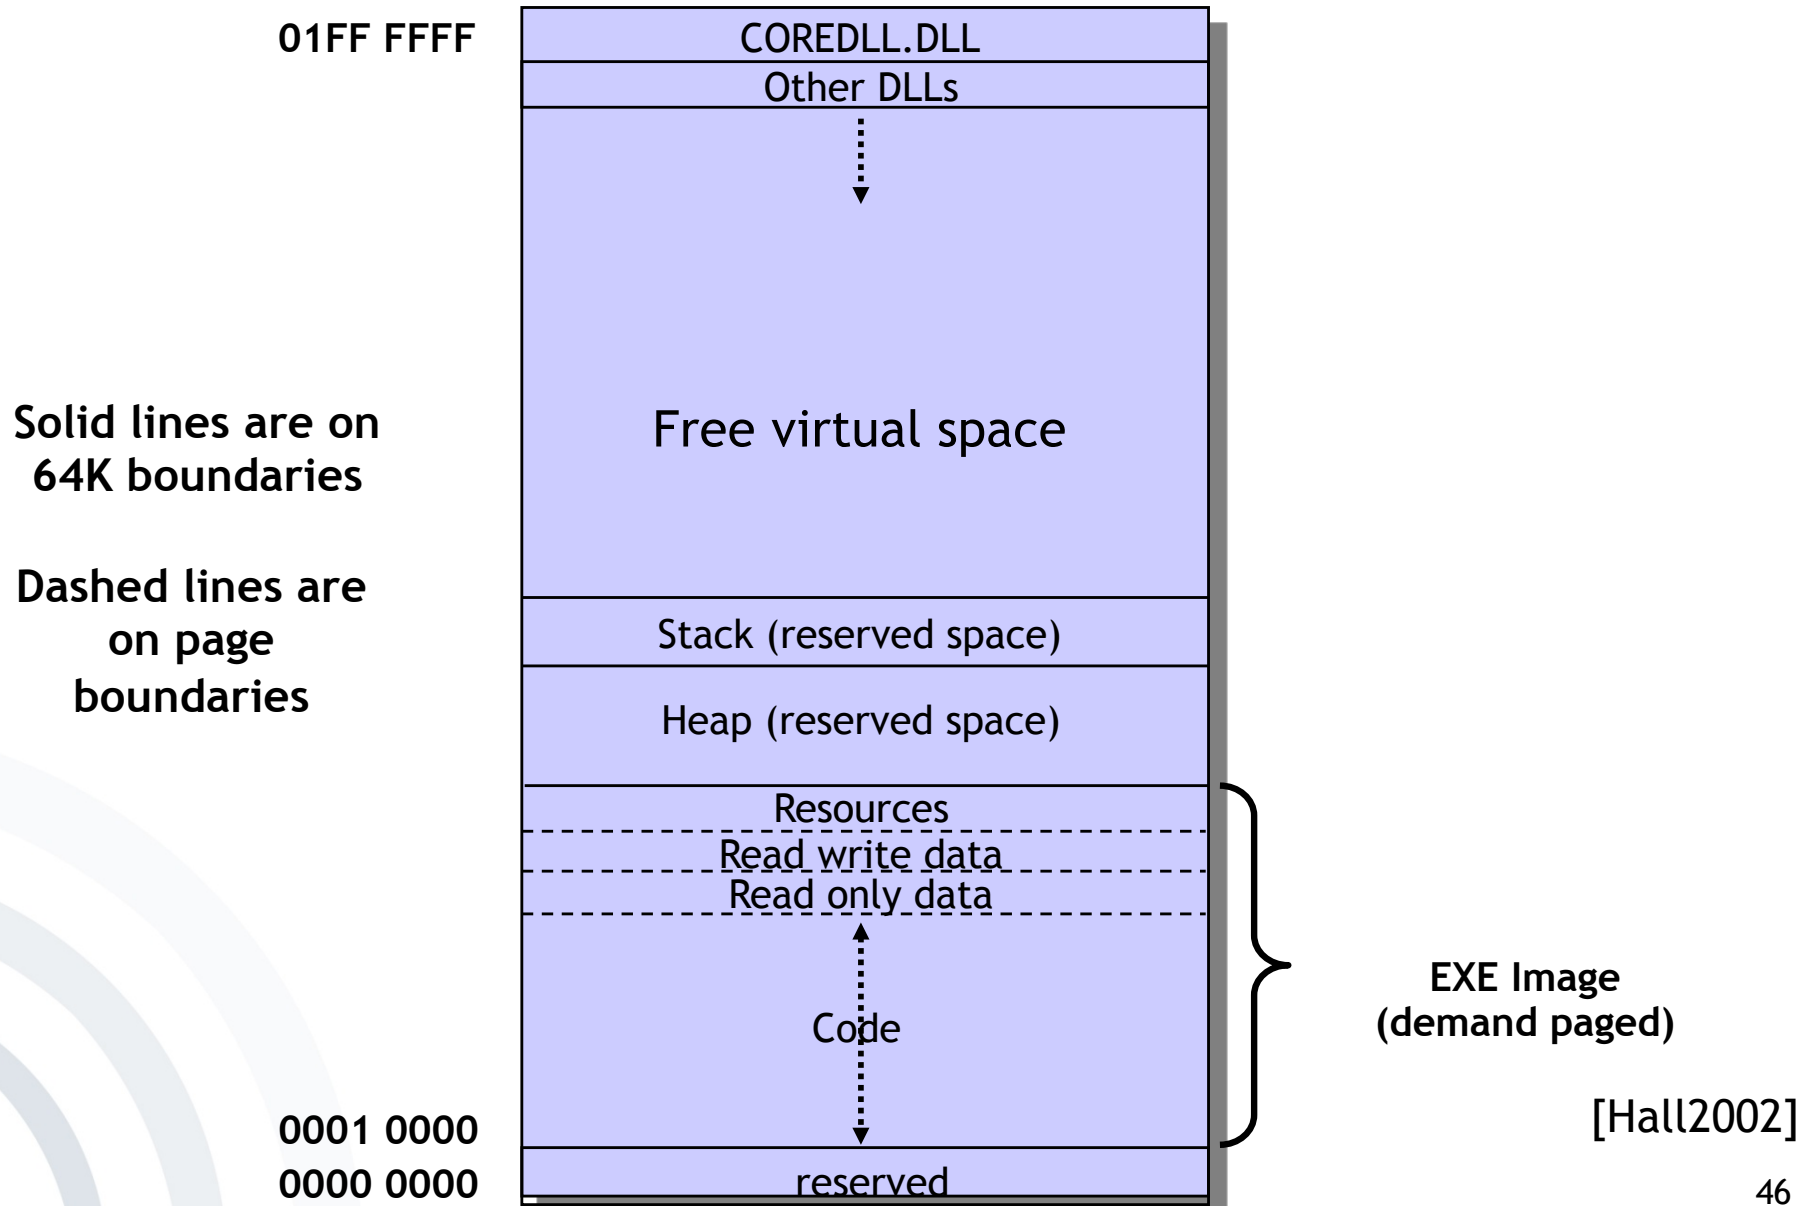 01FF FFFF
COREDLL.DLL
Other DLLs
Solid lines are on
64K boundaries
Free virtual space
Dashed lines are
on page
boundaries
Stack (reserved space)
Heap (reserved space)
Resources
Read write data
Read only data
Code
EXE Image
(demand paged)
0001 0000
0000 0000
reserved
[Hall2002]
46